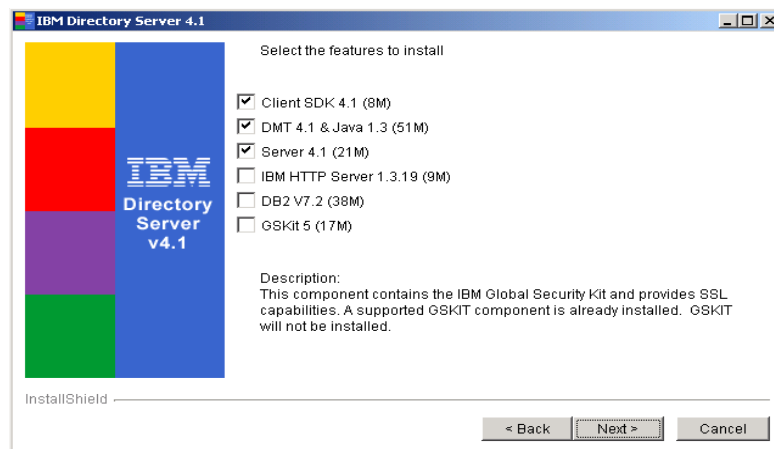 IBM Directory Server 4.1
Select the features to install
Client SDK 4.1 (8M)
DMT 4.1 & Java 1.3 (51M)
Server 4.1 (21M)
IBM HTTP Server 1.3.19 (9M)
DB2 V7.2 (38M)
GSKit 5 (17M)
IBM
Directory
Server
v4.1
Description:
This component contains the IBM Global Security Kit and provides SSL
capabilities. A supported GSKIT component is already installed.  GSKIT
will not be installed.
InstallShield
< Back
Next >
Cancel